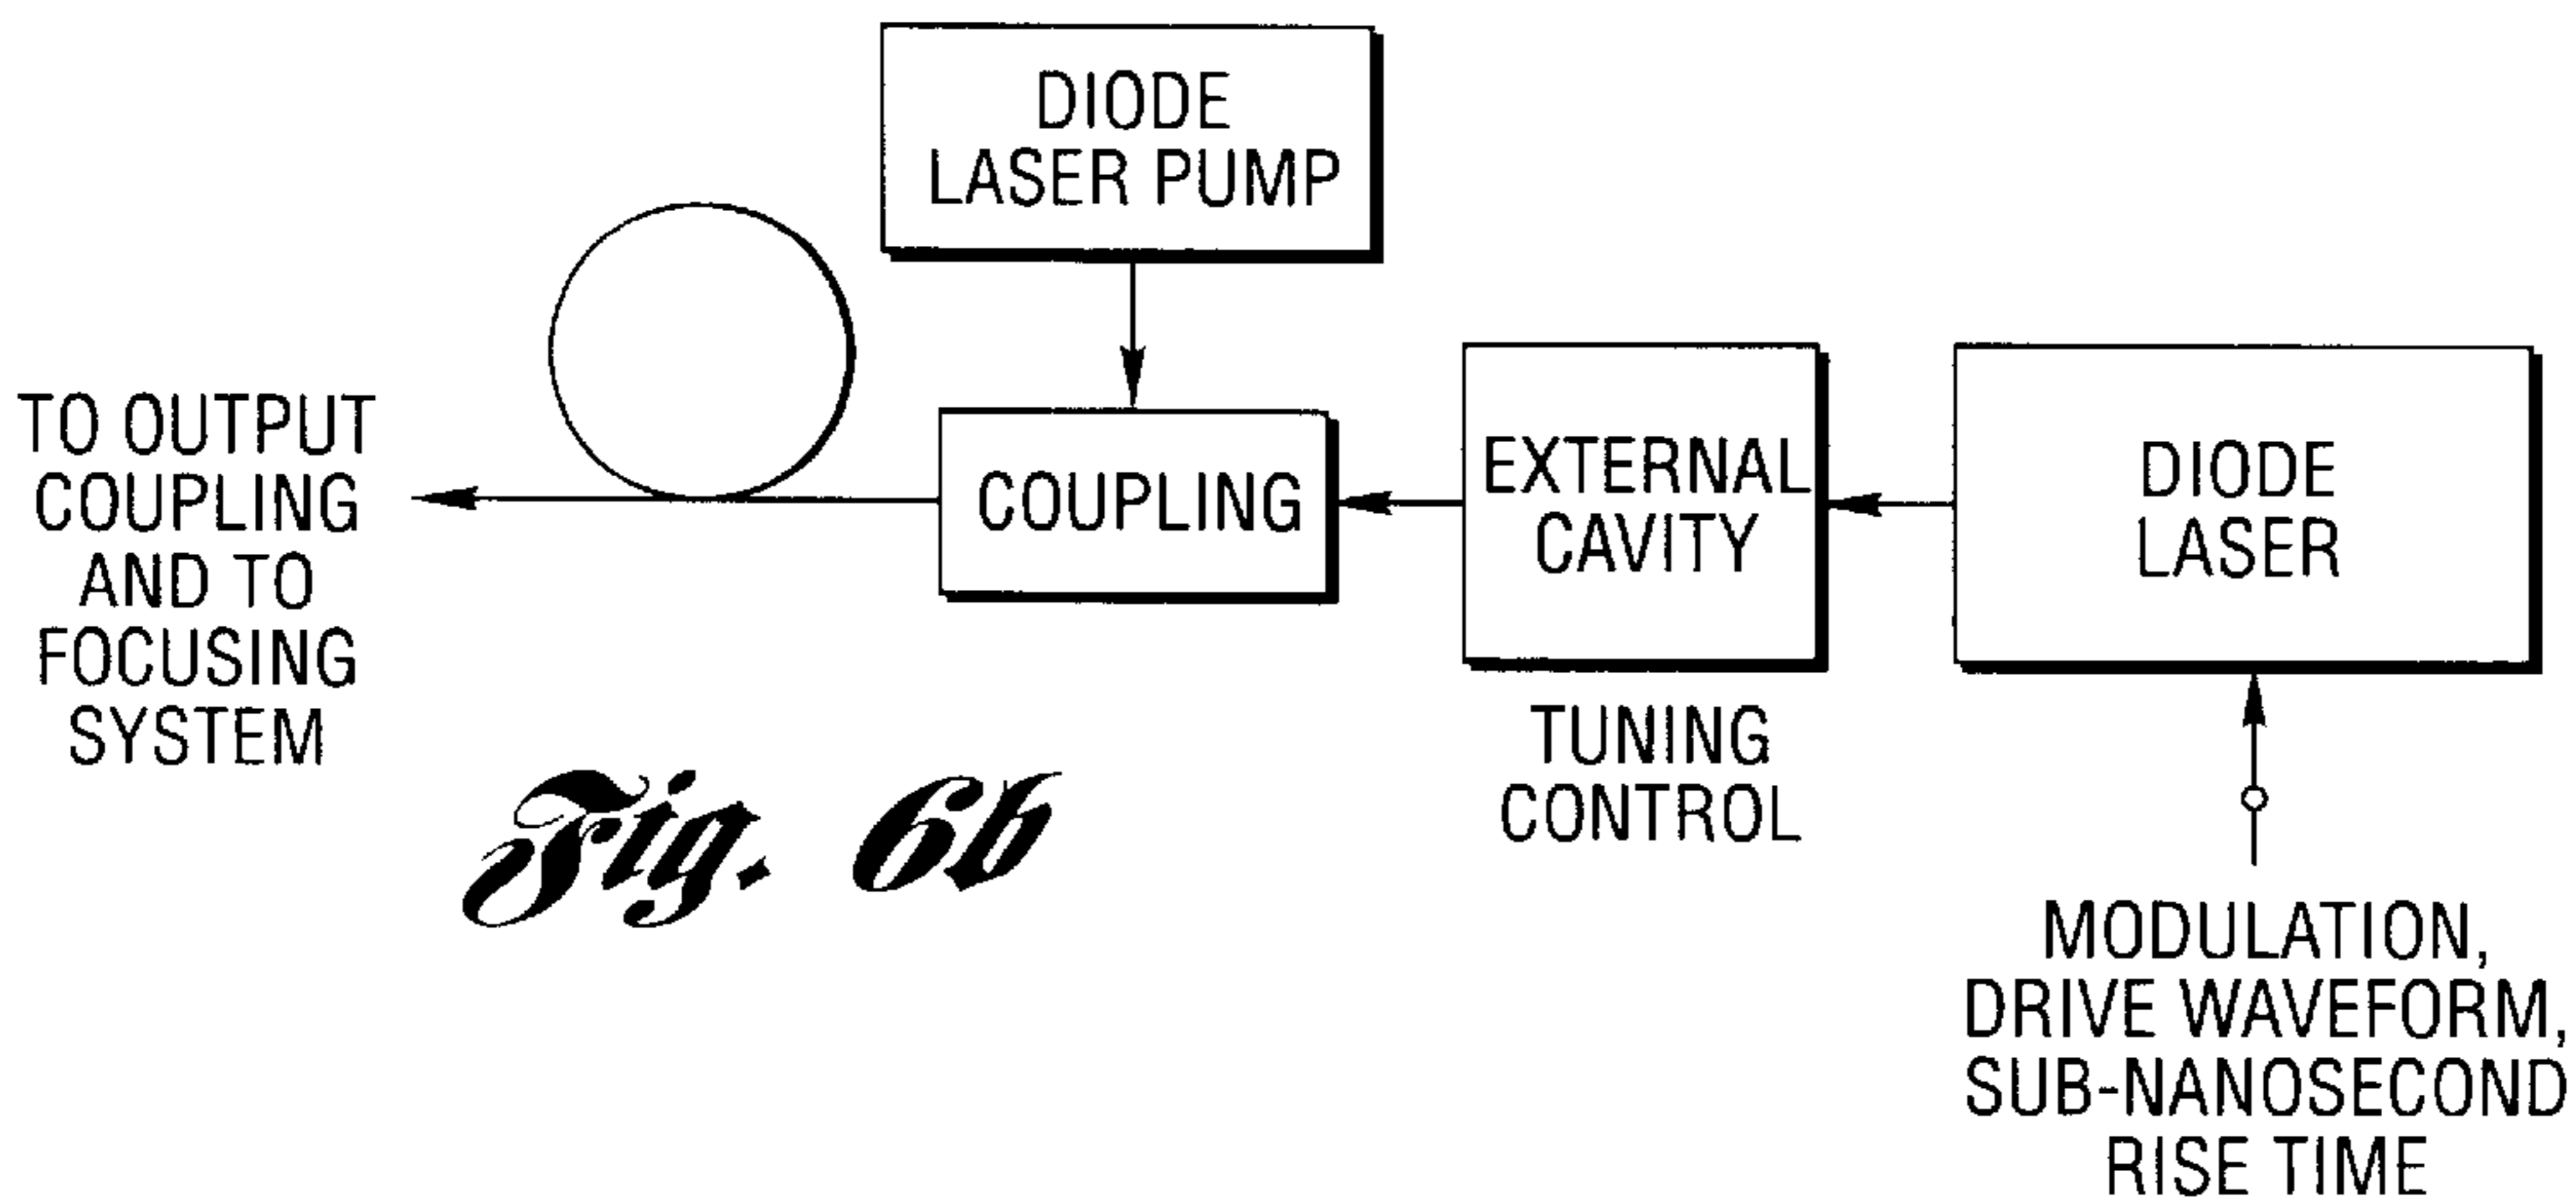 DIODE
LASER PUMP
TO OUTPUT
COUPLING
AND TO
FOCUSING
SYSTEM
COUPLING
EXTERNAL
CAVITY
TUNING
CONTROL
DIODE
LASER
MODULATION,
DRIVE WAVEFORM,
SUB-NANOSECOND
RISE TIME
Fig. 6b